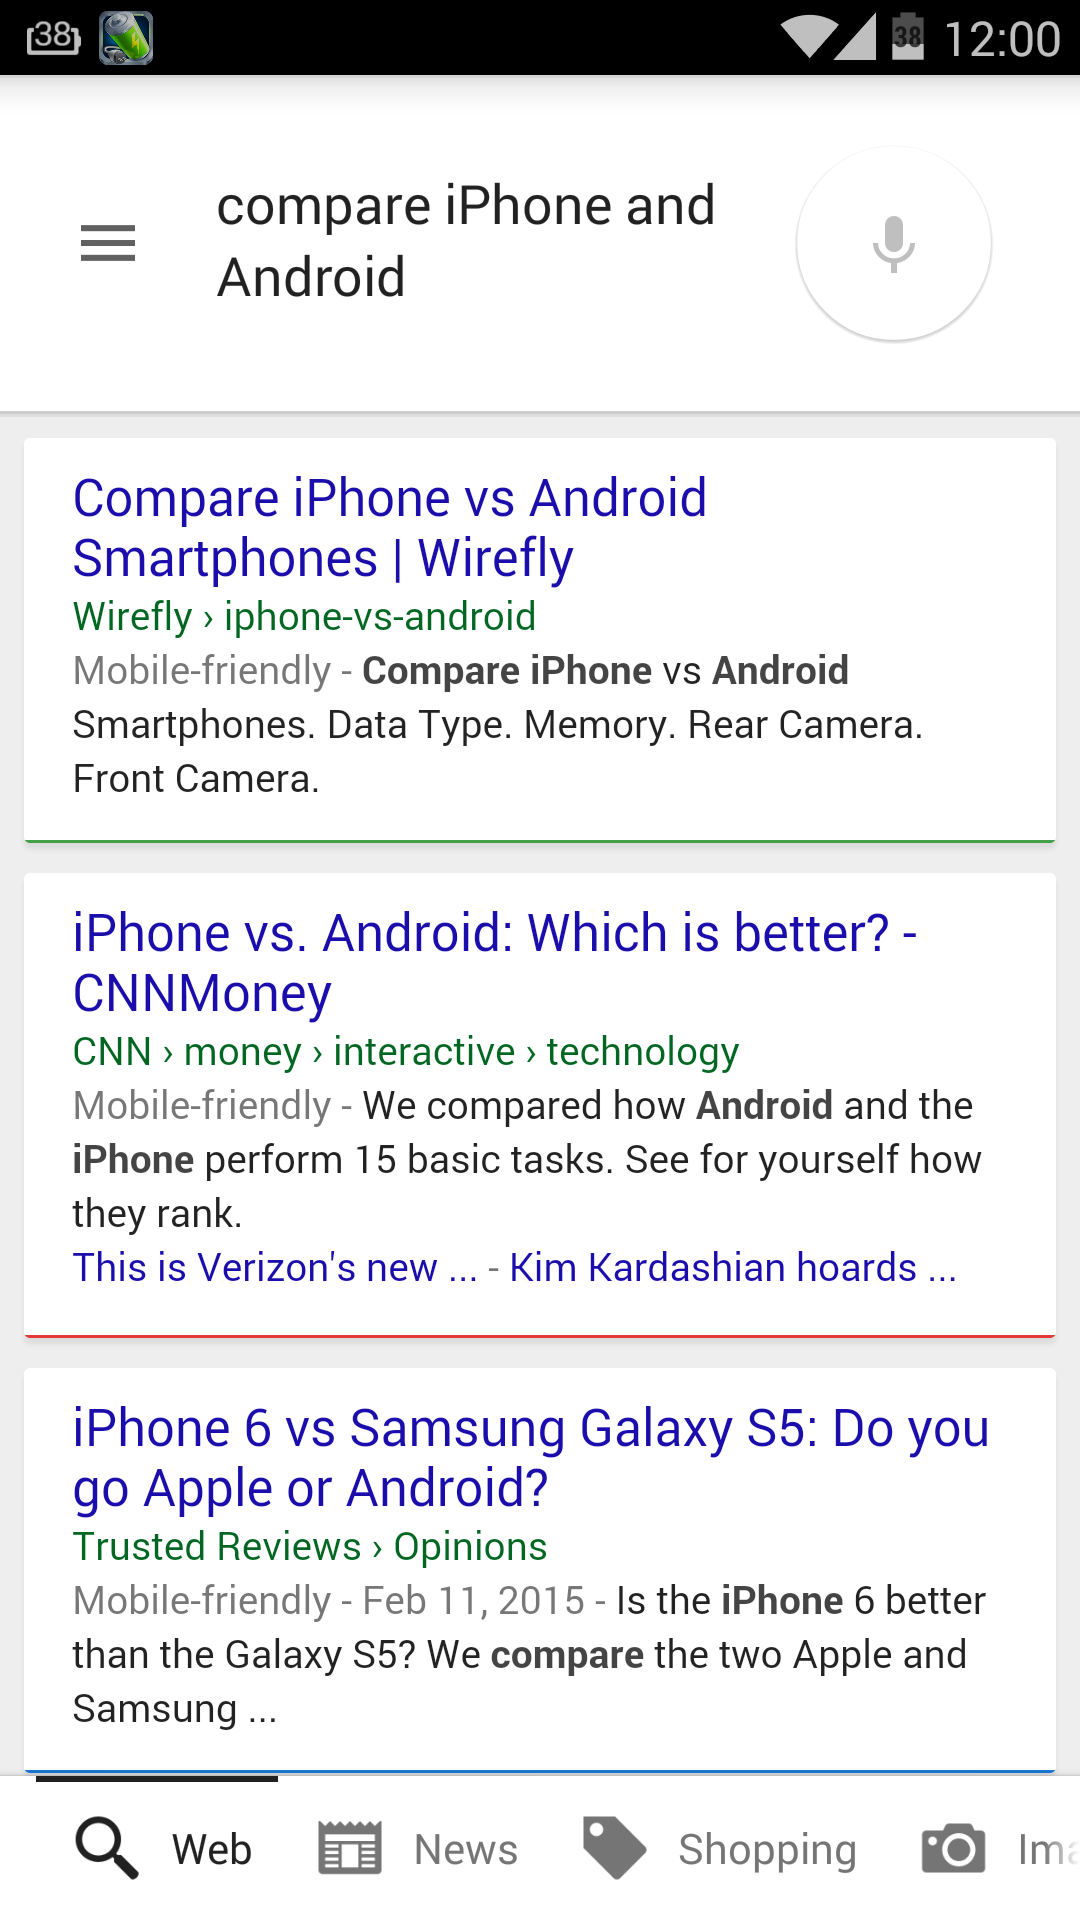 38
38
12:00
compare iPhone and
Android
Compare iPhone vs Android
Smartphones | Wirefly
Wirefly › iphone-vs-android
Mobile-friendly - Compare iPhone vs Android
Smartphones. Data Type. Memory. Rear Camera.
Front Camera.
iPhone vs. Android: Which is better? -
CNNMoney
CNN › money › interactive › technology
Mobile-friendly - We compared how Android and the
iPhone perform 15 basic tasks. See for yourself how
they rank.
This is Verizon's new ... - Kim Kardashian hoards ...
iPhone 6 vs Samsung Galaxy S5: Do you
go Apple or Android?
Trusted Reviews › Opinions
Mobile-friendly - Feb 11, 2015 - Is the iPhone 6 better
than the Galaxy S5? We compare the two Apple and
Samsung ...
Web
News
Shopping
Ima